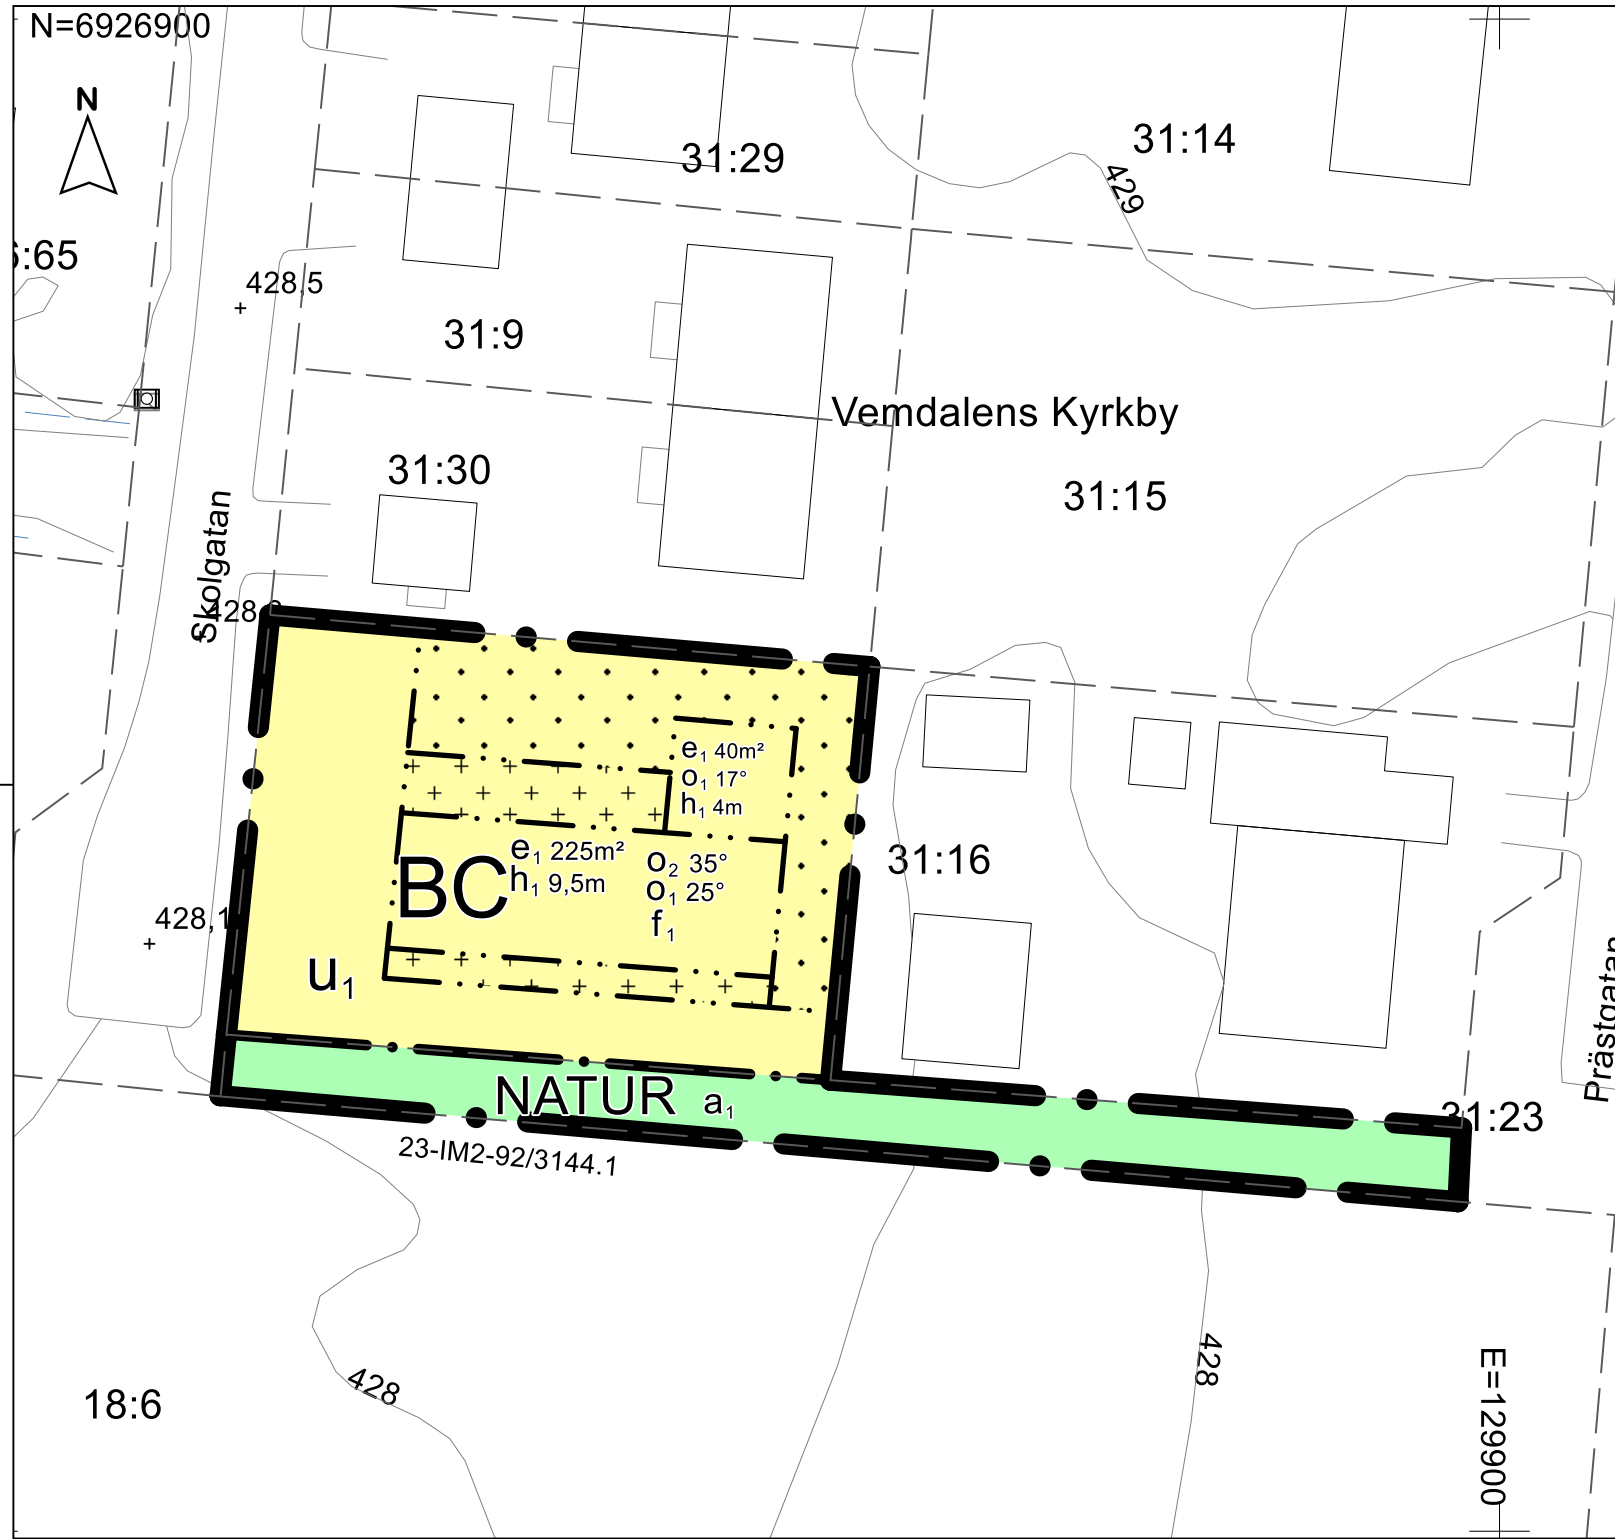 N=6926900
N
31:14
31:29
429
:65
428,5
31:9
Vemdalens Kyrkby
31:30
31:15
Skolgatan
e₁ 40m²
o₁ 17°
h₁ 4m
31:16
BC
e₁ 225m²
h₁ 9,5m
o₂ 35°
o₁ 25°
f₁
428,1
u₁
Prästgatan
NATUR a₁
31:23
23-IM2-92/3144.1
428
428
18:6
E=129900